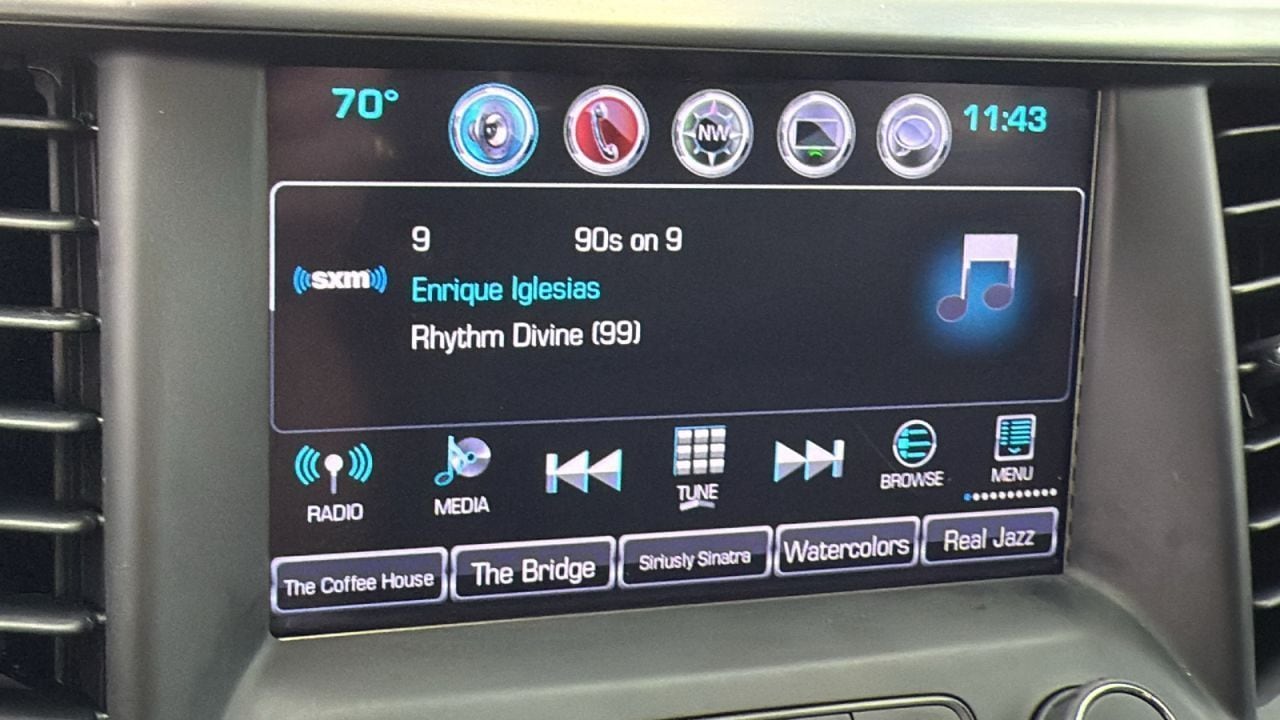 70°
NW
11:43
9 90s on 9
sxm
Enrique Iglesias
Rhythm Divine (99)
RADIO
MEDIA
TUNE
BROWSE
MENU
The Coffee House
The Bridge
Siriusly Sinatra
Watercolors
Real Jazz